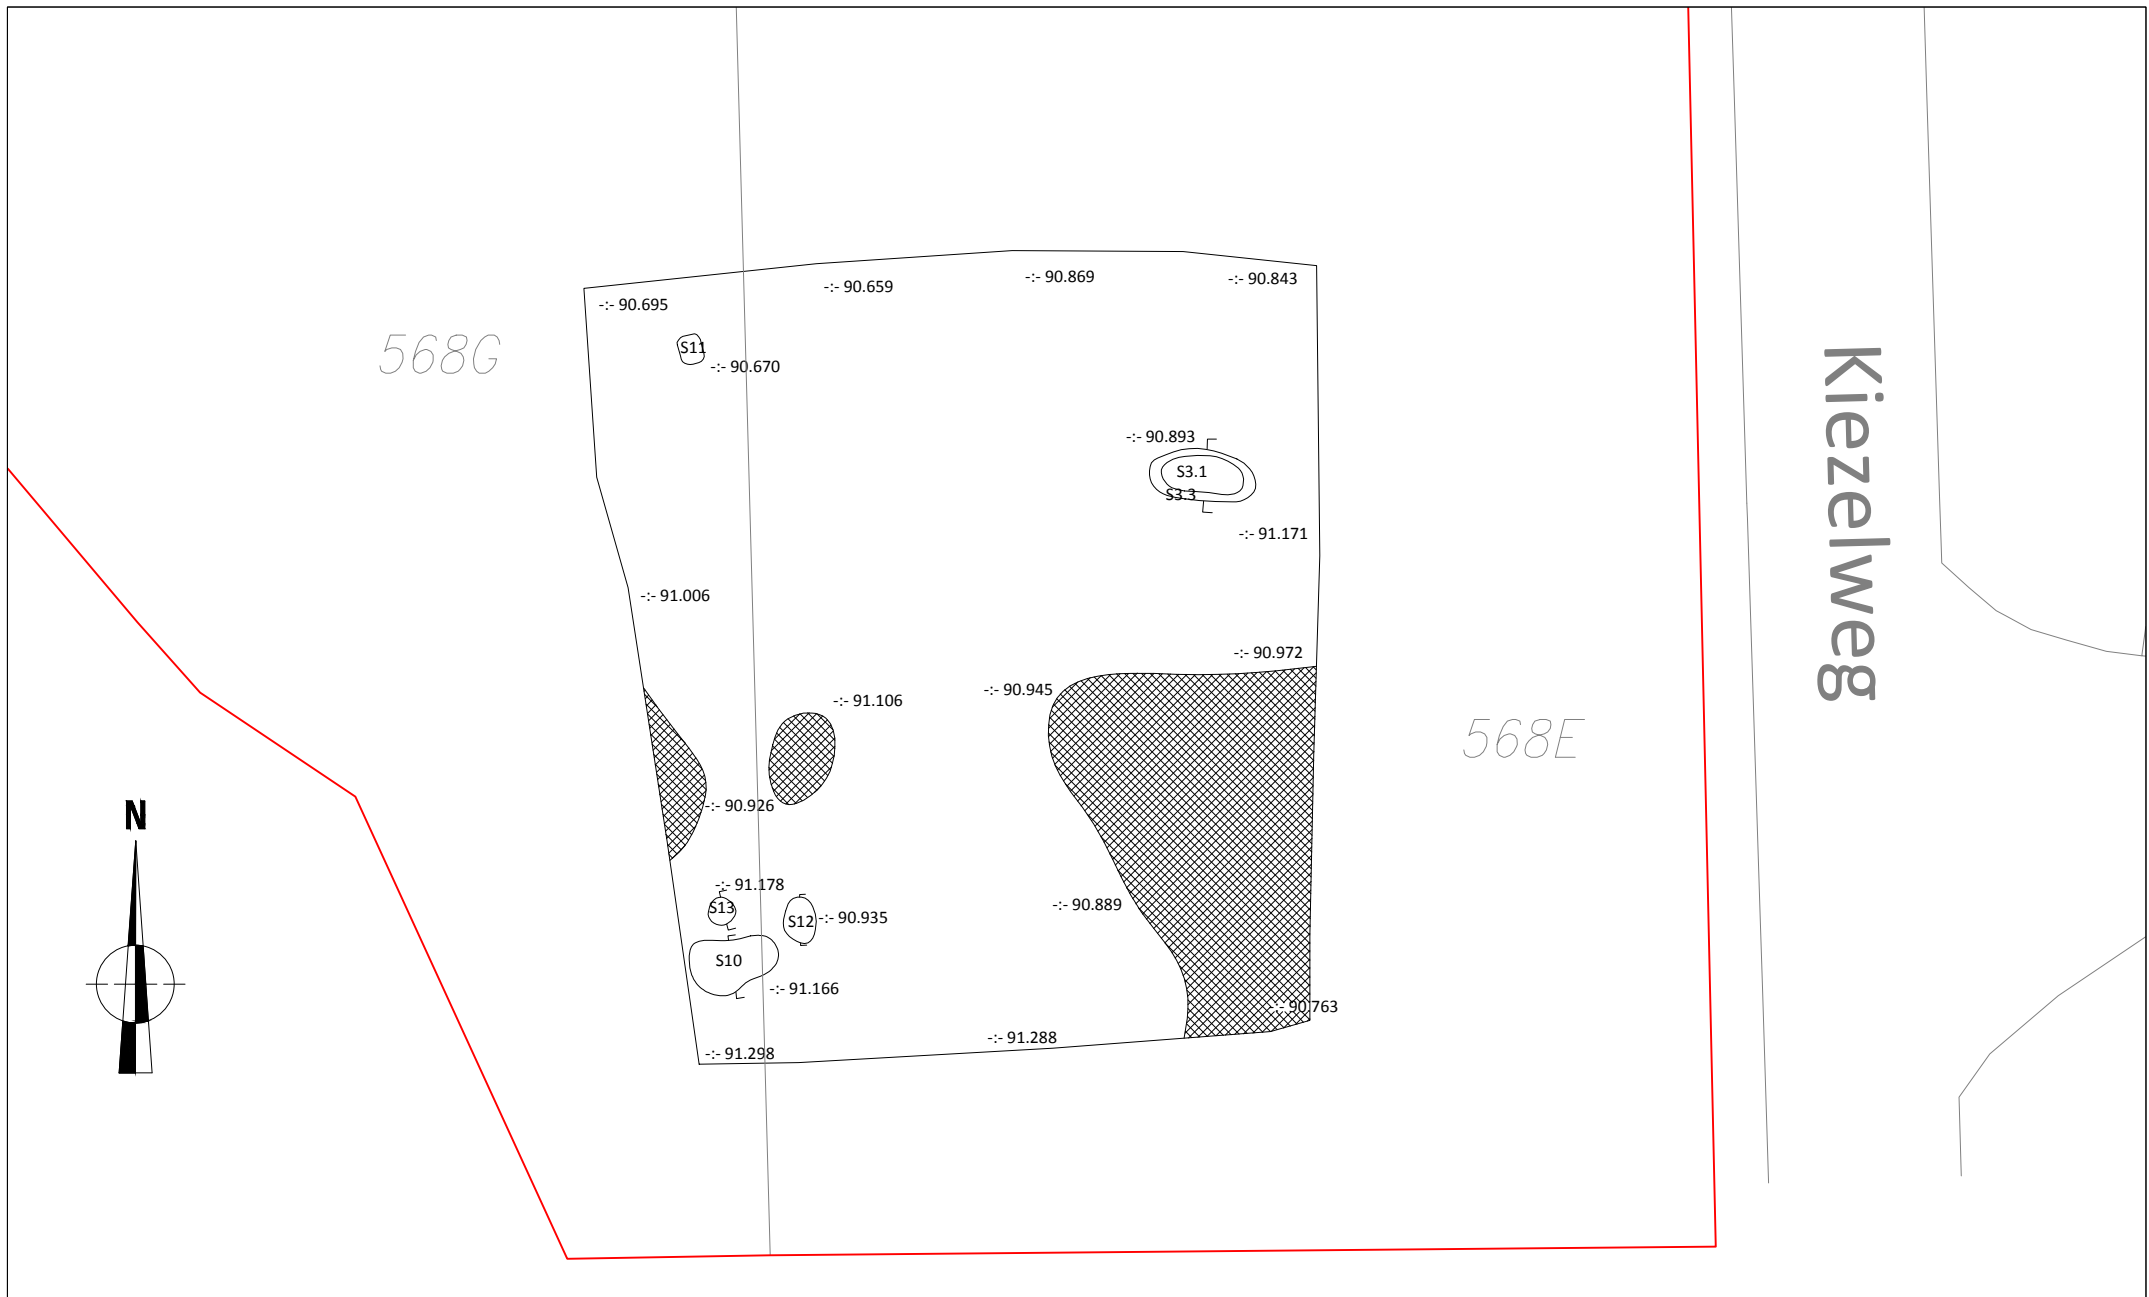 -:- 90.695
-:- 90.659
-:- 90.869
-:- 90.843
568G
S11
-:- 90.670
Kiezelweg
-:- 90.893
S3.1
S3.3
-:- 91.171
-:- 91.006
-:- 90.972
-:- 90.945
-:- 91.106
568E
-:- 90.926
N
-:- 91.178
S13
S12
-:- 90.935
-:- 90.889
S10
-:- 91.166
-:- 90.763
-:- 91.288
-:- 91.298